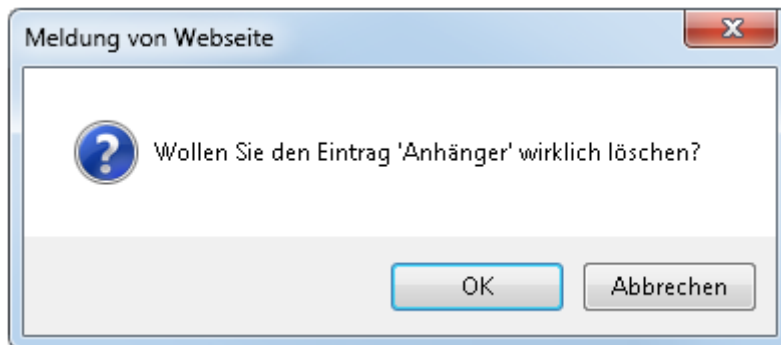 Meldung von Webseite
Wollen Sie den Eintrag 'Anhänger' wirklich löschen?
OK
Abbrechen